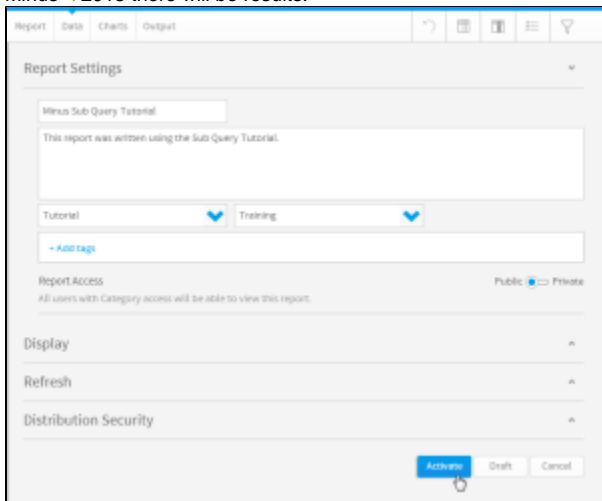 Report Data Charts Output
Report Settings
Minus Sub Query Tutorial
This report was written using the Sub Query Tutorial.
Tutorial Training
+ Add tags
Report Access Public Private
All users with Category access will be able to view this report.
Display
Refresh
Distribution Security
Activate Draft Cancel